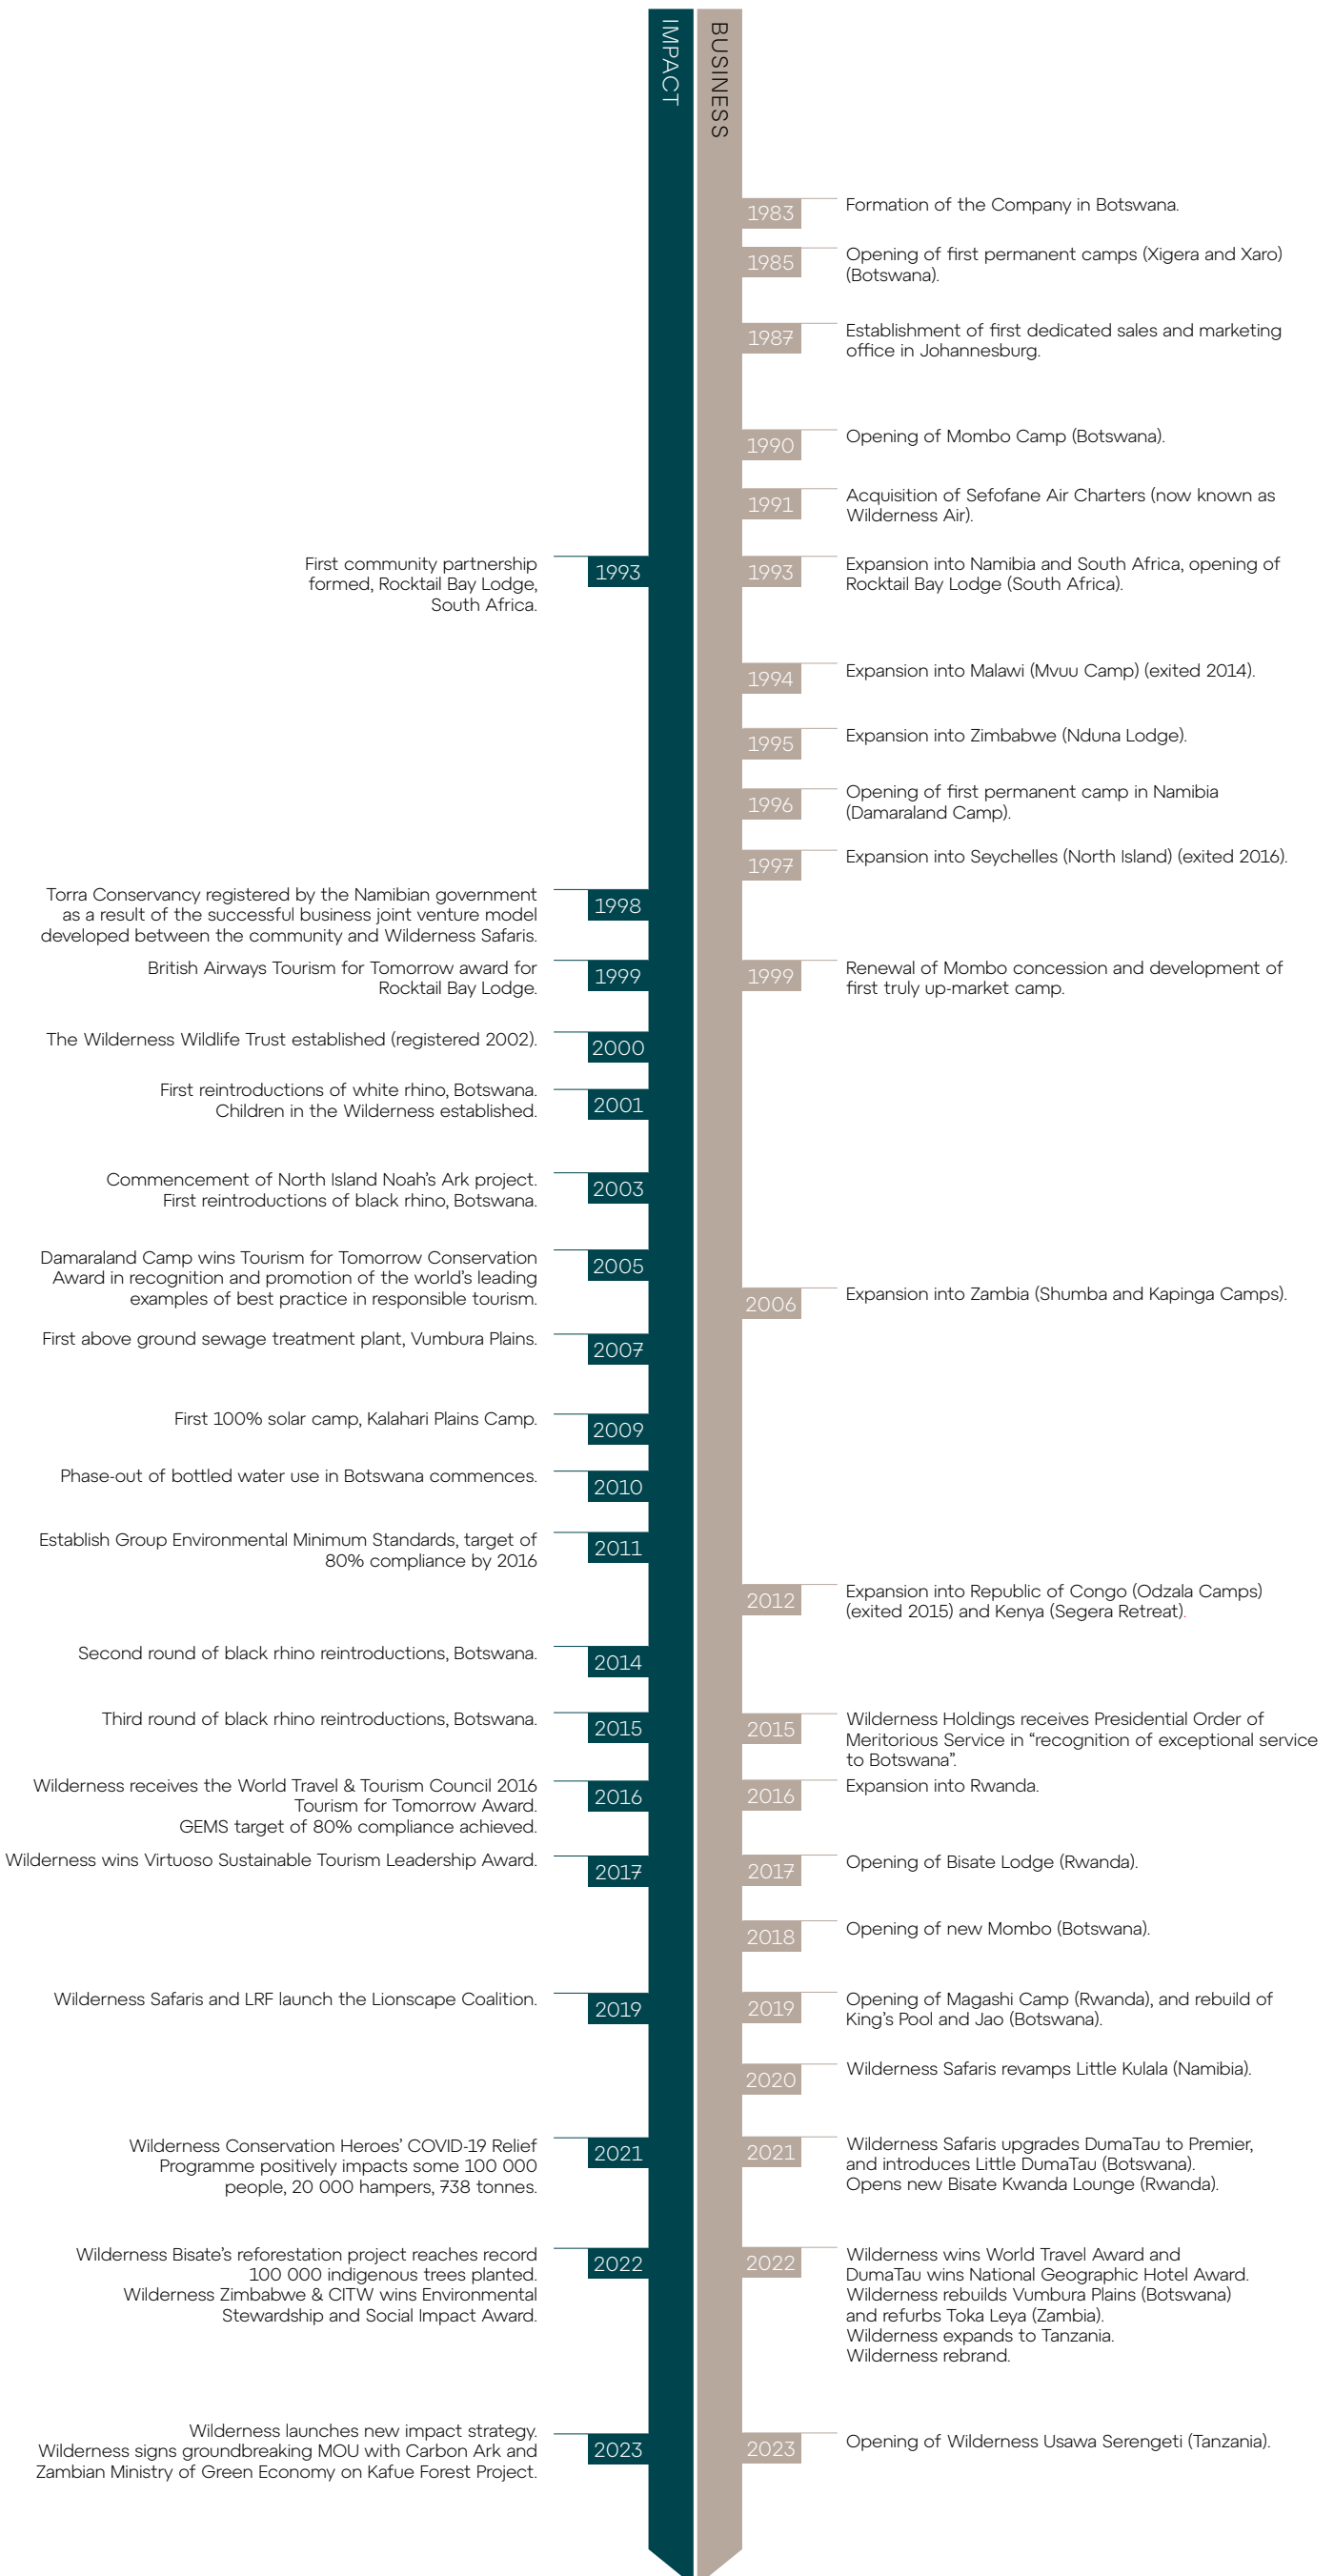 IMPACT
BUSINESS
1983
Formation of the Company in Botswana.
1985
Opening of first permanent camps (Xigera and Xaro)
(Botswana).
1987
Establishment of first dedicated sales and marketing
office in Johannesburg.
1990
Opening of Mombo Camp (Botswana).
1991
Acquisition of Sefofane Air Charters (now known as
Wilderness Air).
First community partnership
formed, Rocktail Bay Lodge,
South Africa.
1993
1993
Expansion into Namibia and South Africa, opening of
Rocktail Bay Lodge (South Africa).
1994
Expansion into Malawi (Mvuu Camp) (exited 2014).
1995
Expansion into Zimbabwe (Nduna Lodge).
1996
Opening of first permanent camp in Namibia
(Damaraland Camp).
1997
Expansion into Seychelles (North Island) (exited 2016).
Torra Conservancy registered by the Namibian government
as a result of the successful business joint venture model
developed between the community and Wilderness Safaris.
1998
British Airways Tourism for Tomorrow award for
Rocktail Bay Lodge.
1999
1999
Renewal of Mombo concession and development of
first truly up-market camp.
The Wilderness Wildlife Trust established (registered 2002).
2000
First reintroductions of white rhino, Botswana.
Children in the Wilderness established.
2001
Commencement of North Island Noah's Ark project.
First reintroductions of black rhino, Botswana.
2003
Damaraland Camp wins Tourism for Tomorrow Conservation
Award in recognition and promotion of the world's leading
examples of best practice in responsible tourism.
2005
2006
Expansion into Zambia (Shumba and Kapinga Camps).
First above ground sewage treatment plant, Vumbura Plains.
2007
First 100% solar camp, Kalahari Plains Camp.
2009
Phase-out of bottled water use in Botswana commences.
2010
Establish Group Environmental Minimum Standards, target of
80% compliance by 2016
2011
2012
Expansion into Republic of Congo (Odzala Camps)
(exited 2015) and Kenya (Segera Retreat).
Second round of black rhino reintroductions, Botswana.
2014
Third round of black rhino reintroductions, Botswana.
2015
2015
Wilderness Holdings receives Presidential Order of
Meritorious Service in “recognition of exceptional service
to Botswana”.
Wilderness receives the World Travel & Tourism Council 2016
Tourism for Tomorrow Award.
GEMS target of 80% compliance achieved.
2016
2016
Expansion into Rwanda.
Wilderness wins Virtuoso Sustainable Tourism Leadership Award.
2017
2017
Opening of Bisate Lodge (Rwanda).
2018
Opening of new Mombo (Botswana).
Wilderness Safaris and LRF launch the Lionscape Coalition.
2019
2019
Opening of Magashi Camp (Rwanda), and rebuild of
King's Pool and Jao (Botswana).
2020
Wilderness Safaris revamps Little Kulala (Namibia).
Wilderness Conservation Heroes' COVID-19 Relief
Programme positively impacts some 100 000
people, 20 000 hampers, 738 tonnes.
2021
2021
Wilderness Safaris upgrades DumaTau to Premier,
and introduces Little DumaTau (Botswana).
Opens new Bisate Kwanda Lounge (Rwanda).
Wilderness Bisate's reforestation project reaches record
100 000 indigenous trees planted.
Wilderness Zimbabwe & CITW wins Environmental
Stewardship and Social Impact Award.
2022
2022
Wilderness wins World Travel Award and
DumaTau wins National Geographic Hotel Award.
Wilderness rebuilds Vumbura Plains (Botswana)
and refurbs Toka Leya (Zambia).
Wilderness expands to Tanzania.
Wilderness rebrand.
Wilderness launches new impact strategy.
Wilderness signs groundbreaking MOU with Carbon Ark and
Zambian Ministry of Green Economy on Kafue Forest Project.
2023
2023
Opening of Wilderness Usawa Serengeti (Tanzania).